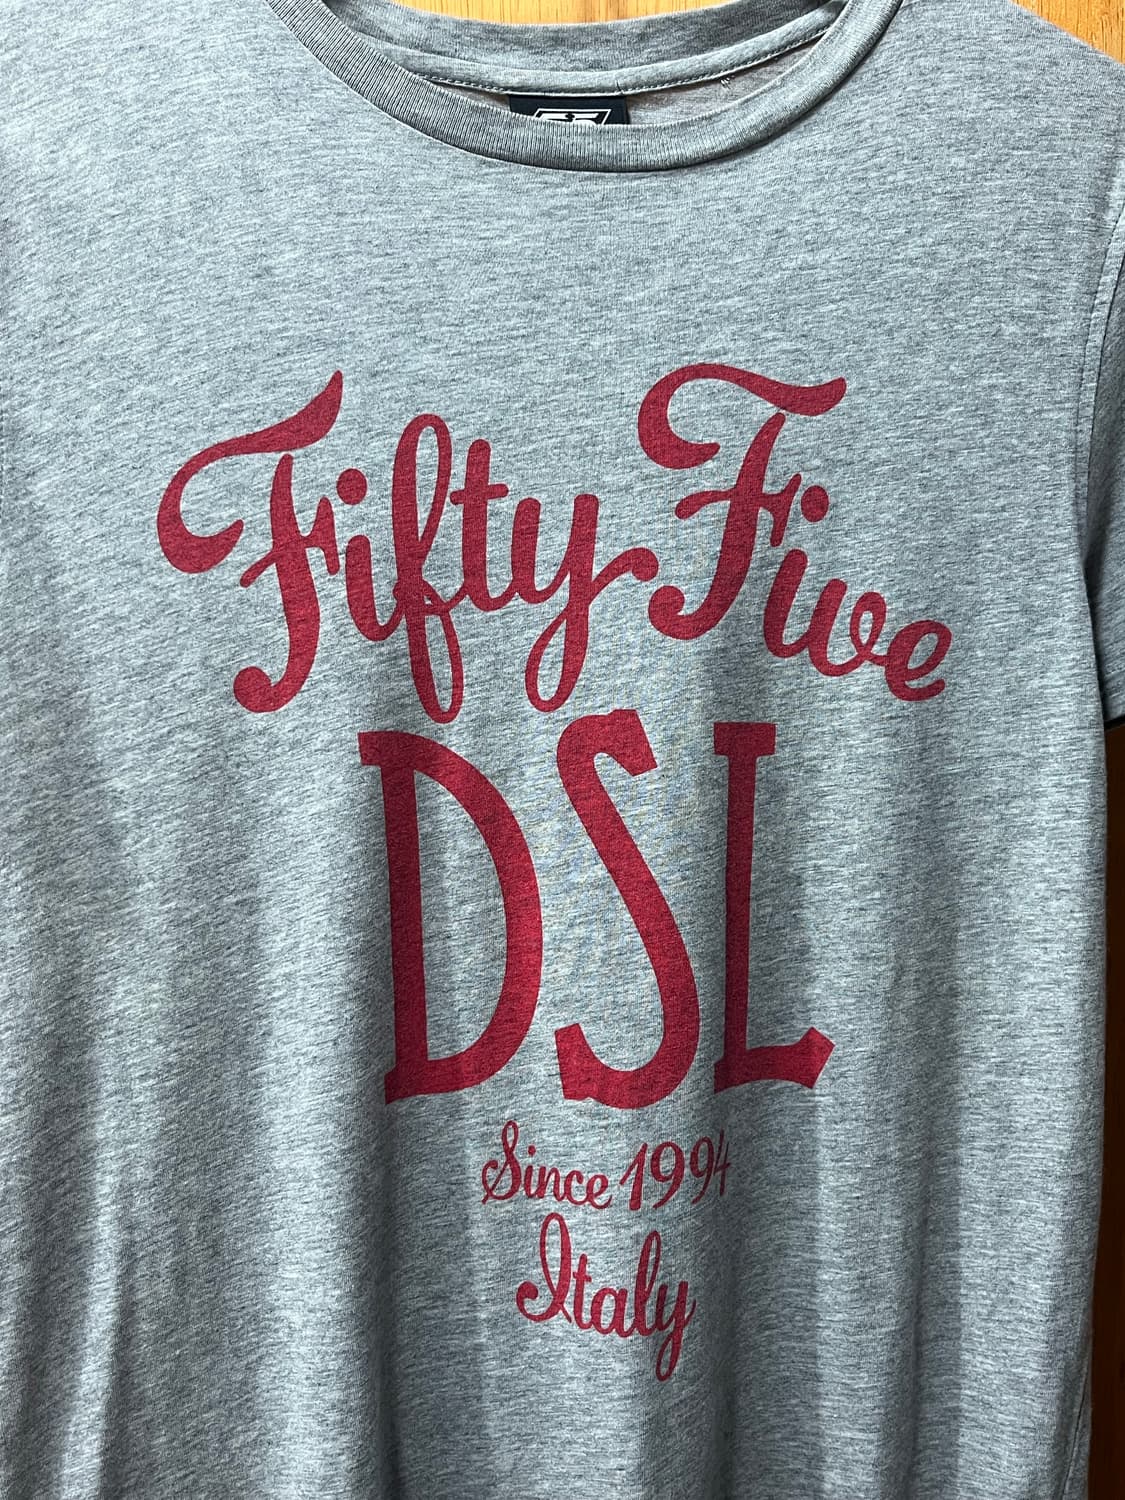 Fifty Five
DSL
Since 1994
Italy